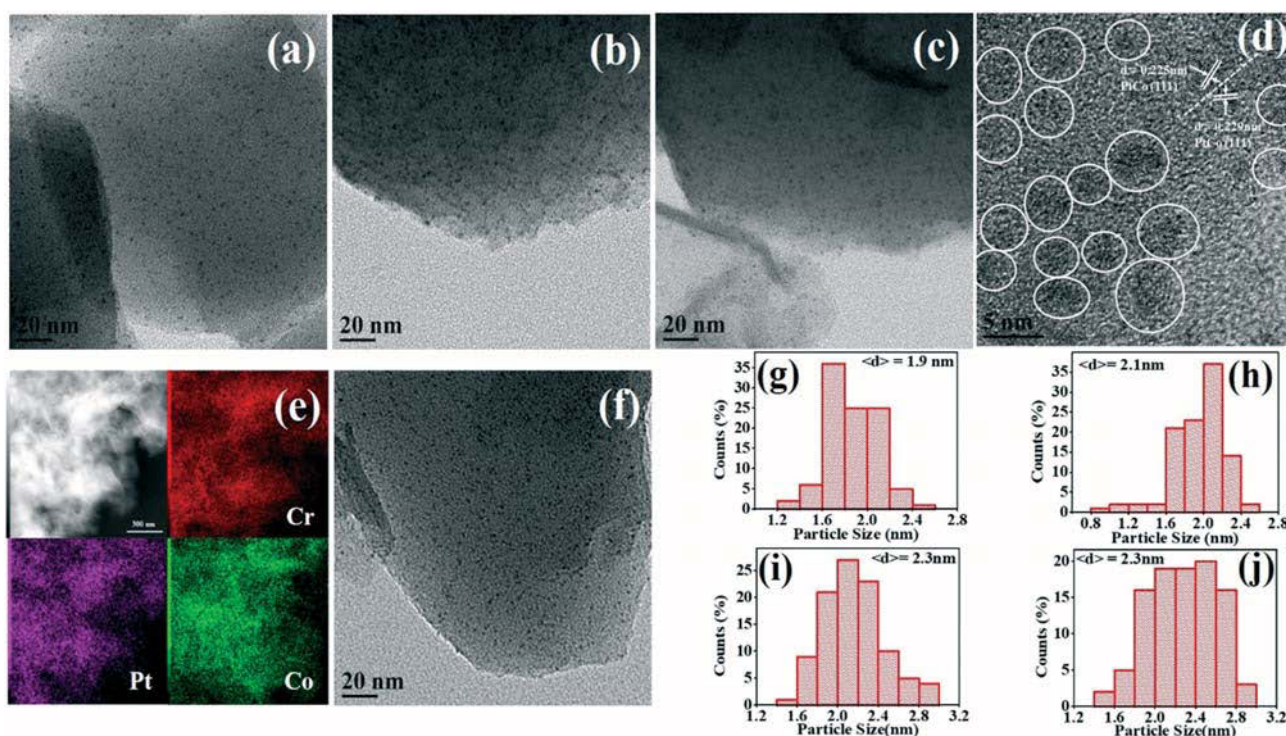 (a)
20 nm
(b)
20 nm
(c)
20 nm
(d)
d= 0.225nm
PtCo (111)
d= 0.229nm
PtCo (111)
5 nm
(e)
300 nm
Cr
Pt
Co
(f)
20 nm
(g)
<d> = 1.9 nm
Counts (%)
35
30
25
20
15
10
5
0
1.2 1.6 2.0 2.4 2.8
Particle Size (nm)
(h)
<d>= 2.1nm
Counts (%)
35
30
25
20
15
10
5
0
0.8 1.2 1.6 2.0 2.4 2.8
Particle Size (nm)
(i)
<d>= 2.3nm
Counts (%)
25
20
15
10
5
0
1.2 1.6 2.0 2.4 2.8 3.2
Particle Size(nm)
(j)
<d>= 2.3nm
Counts (%)
20
15
10
5
0
1.2 1.6 2.0 2.4 2.8 3.2
Particle Size(nm)